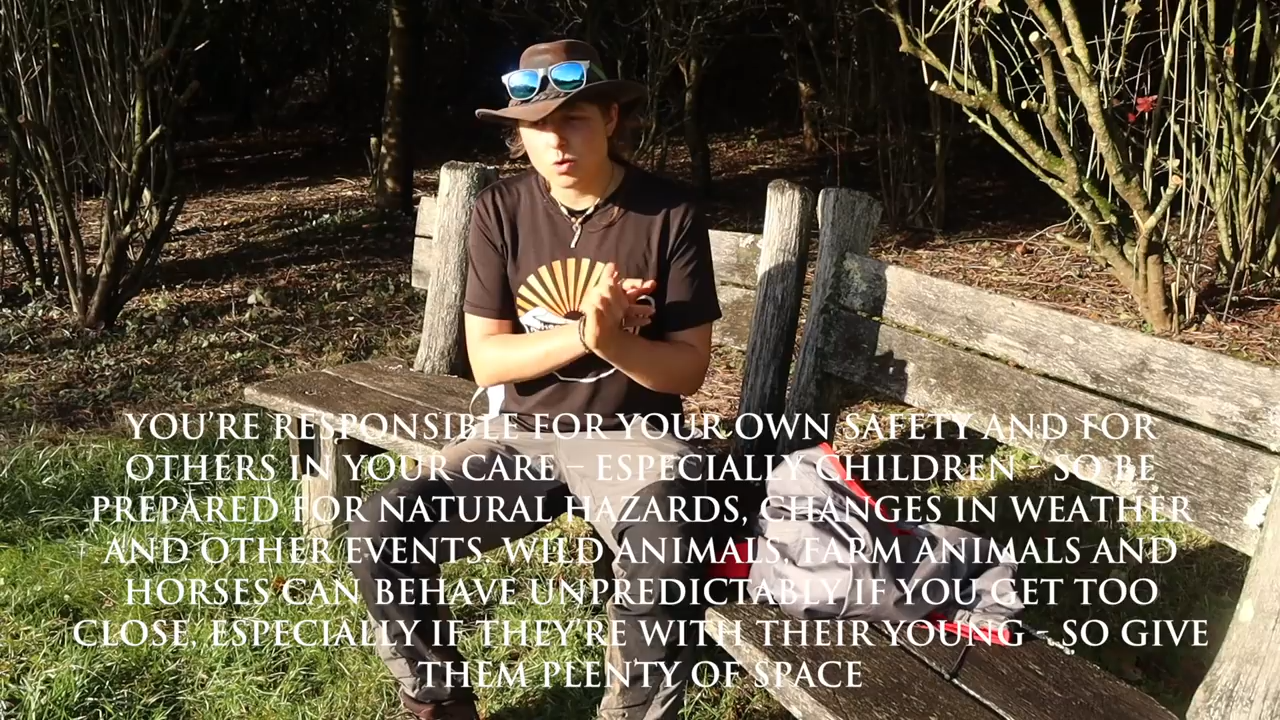 YOU'RE RESPONSIBLE FOR YOUR OWN SAFETY AND FOR
OTHERS IN YOUR CARE – ESPECIALLY CHILDREN - SO BE
PREPARED FOR NATURAL HAZARDS, CHANGES IN WEATHER
AND OTHER EVENTS. WILD ANIMALS, FARM ANIMALS AND
HORSES CAN BEHAVE UNPREDICTABLY IF YOU GET TOO
CLOSE, ESPECIALLY IF THEY'RE WITH THEIR YOUNG - SO GIVE
THEM PLENTY OF SPACE